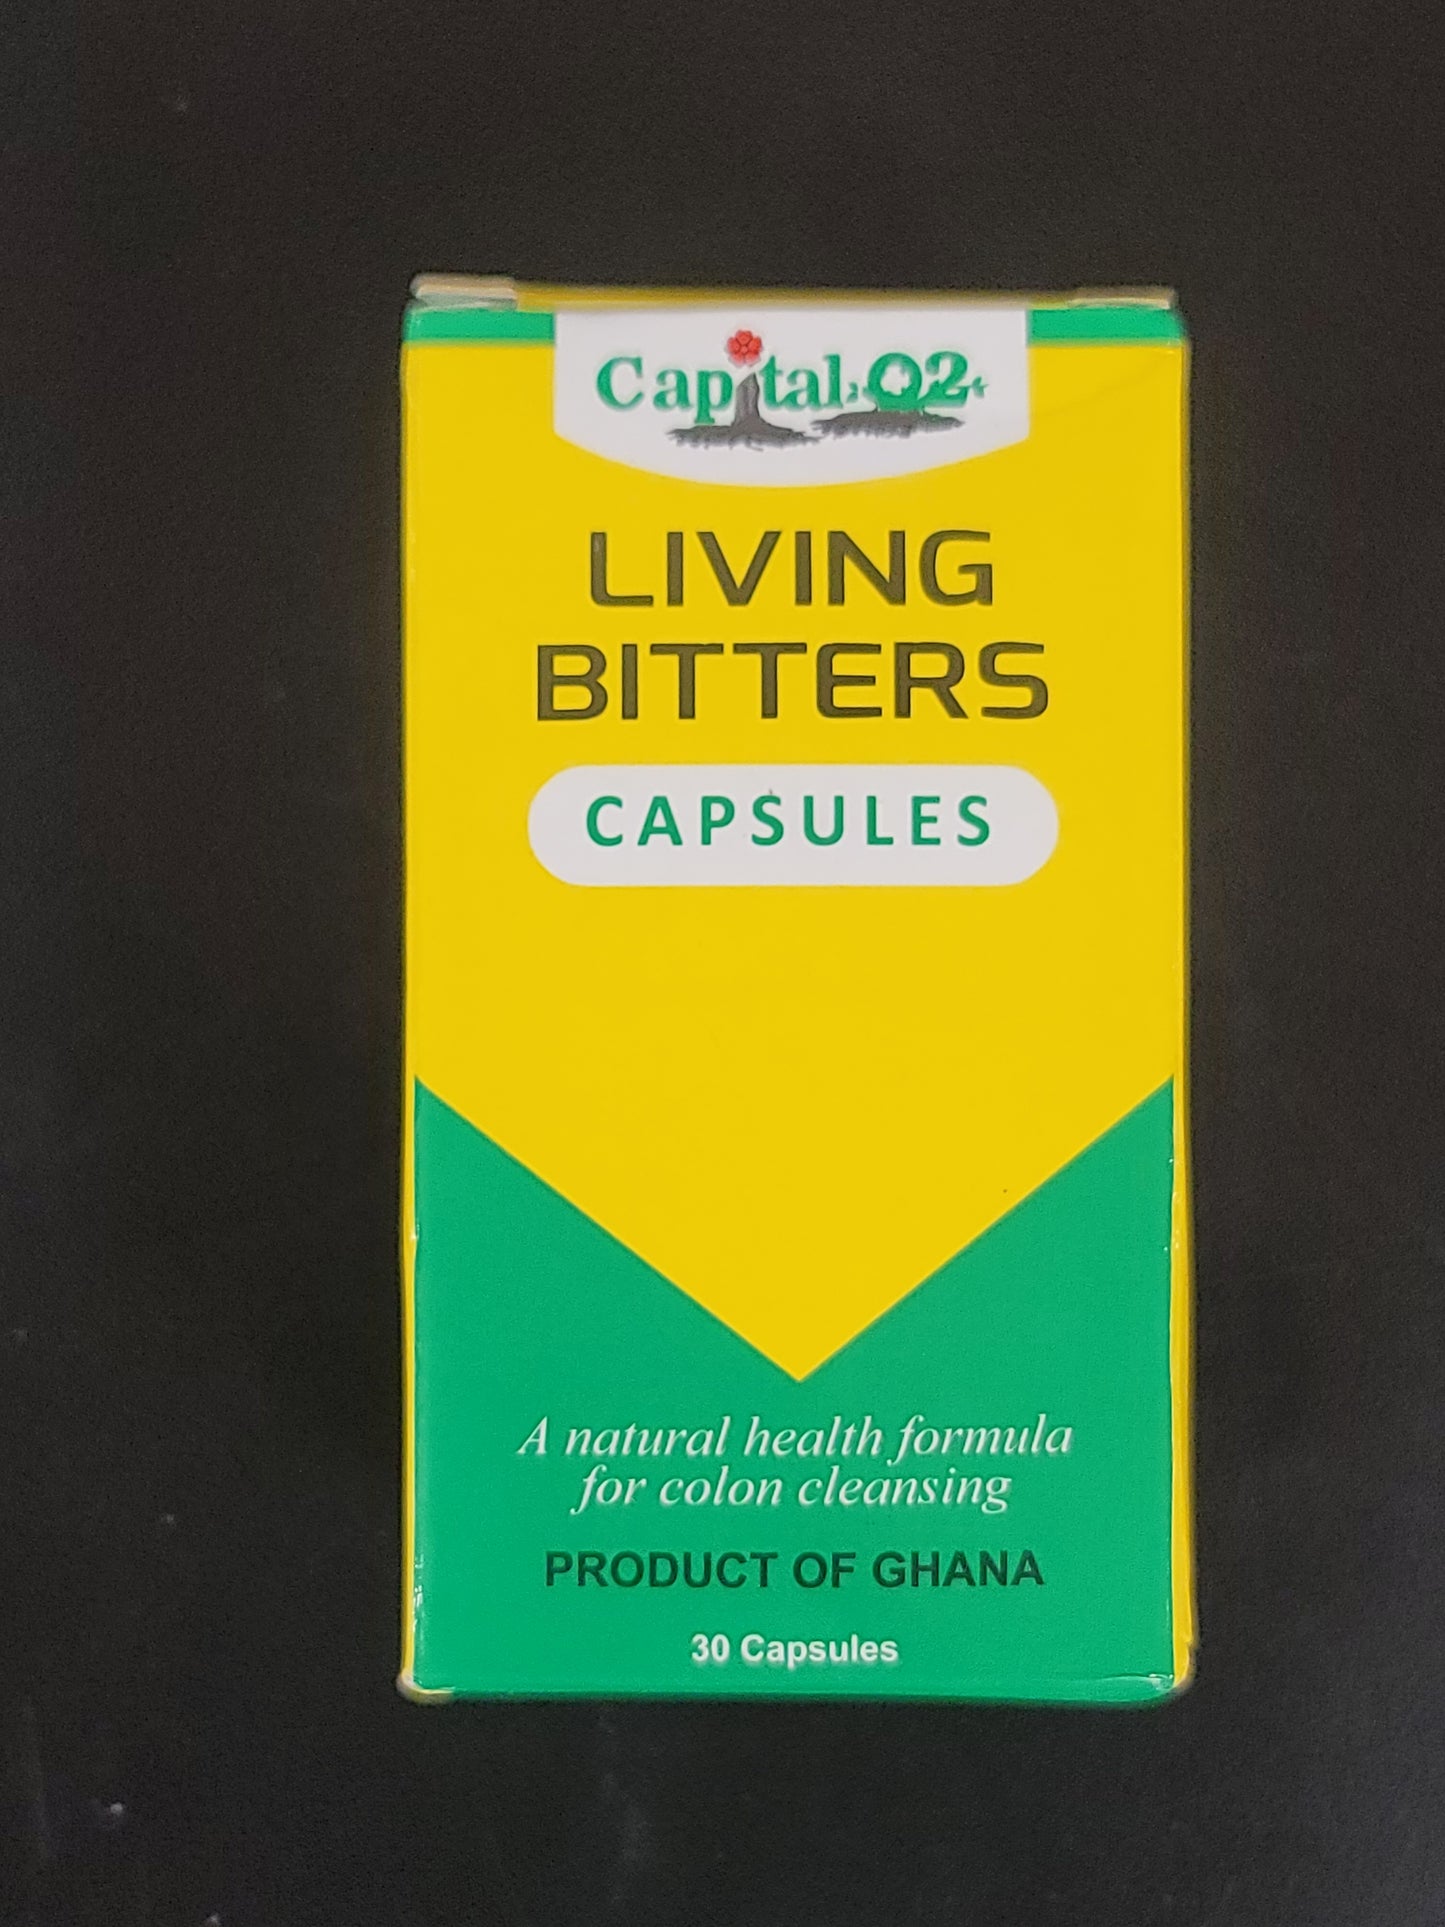 Capital O2
LIVING
BITTERS
CAPSULES
A natural health formula
for colon cleansing
PRODUCT OF GHANA
30 Capsules